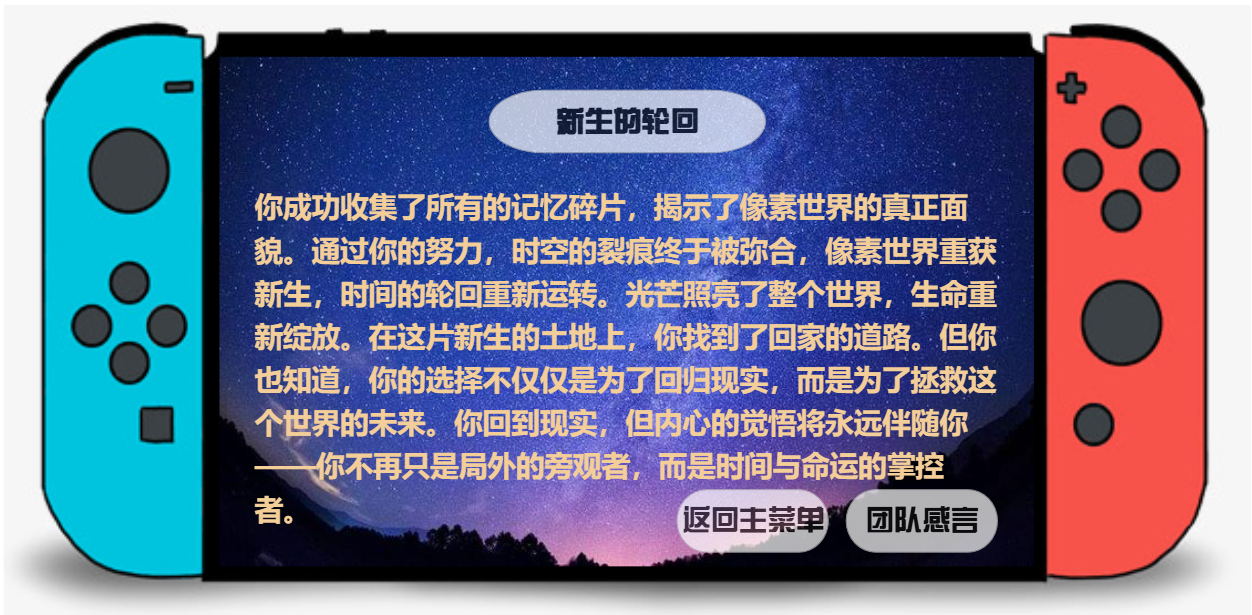 新生的轮回
你成功收集了所有的记忆碎片，揭示了像素世界的真正面
貌。通过你的努力，时空的裂痕终于被弥合，像素世界重获
新生，时间的轮回重新运转。光芒照亮了整个世界，生命重
新绽放。在这片新生的土地上，你找到了回家的道路。但你
也知道，你的选择不仅仅是为了回归现实，而是为了拯救这
个世界的未来。你回到现实，但内心的觉悟将永远伴随你
——你不再只是局外的旁观者，而是时间与命运的掌控
者。
返回主菜单
团队感言